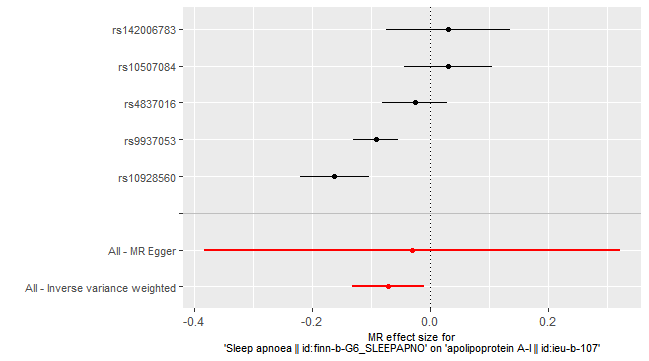 rs142006783
rs10507084
rs4837016
rs9937053
rs10928560
All - MR Egger
All - Inverse variance weighted
-0.4 -0.2 0.0 0.2
MR effect size for
'Sleep apnoea || id:finn-b-G6_SLEEPAPNO' on 'apolipoprotein A-I || id:ieu-b-107'